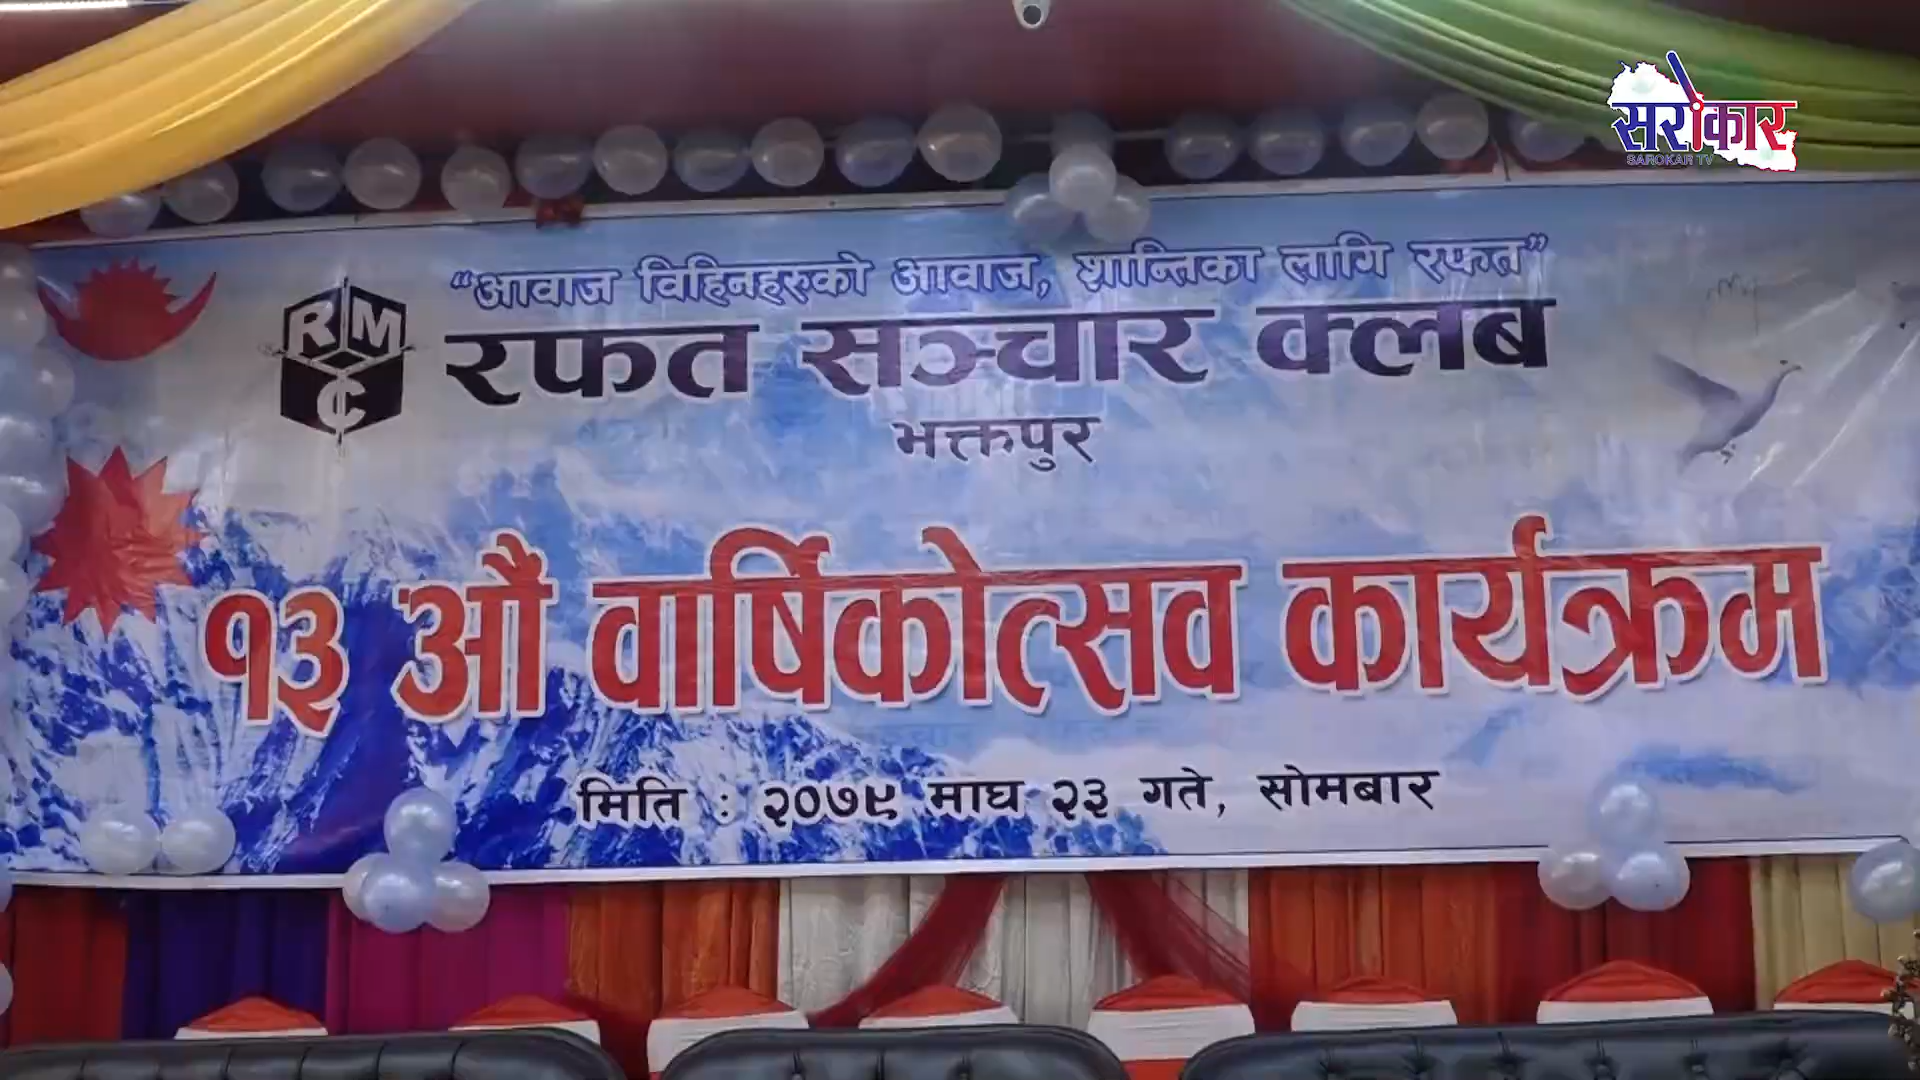 सरोकार
SAROKAR TV
“आवाज विहिनहरुको आवाज, शान्तिका लागि रफत”
RMC
रफत सञ्चार क्लब
भक्तपुर
१३ औं वार्षिकोत्सव कार्यक्रम
मिति : २०७९ माघ २३ गते, सोमबार